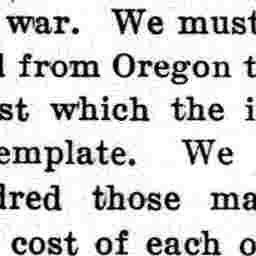 war. We must
from Oregon t
st which the i
emplate. We
dred those ma
cost of each o